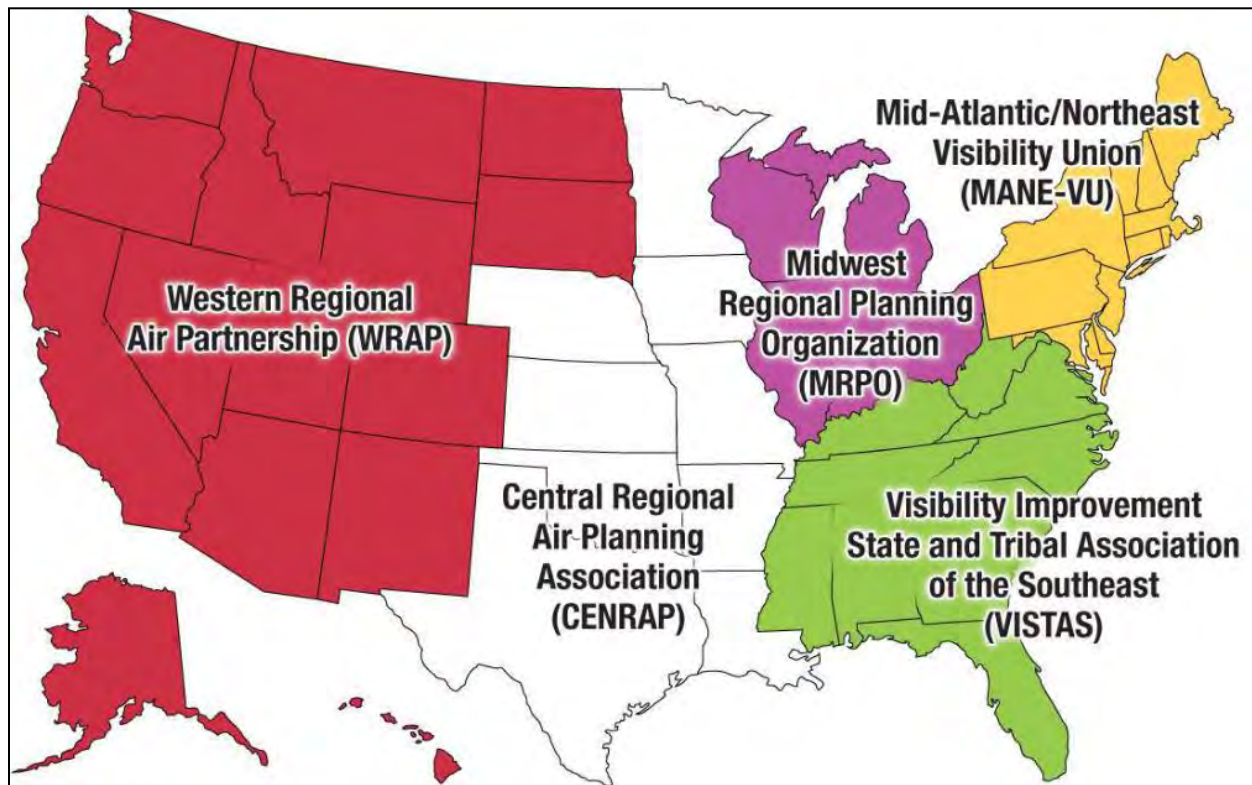 Mid-Atlantic/Northeast
Visibility Union
(MANE-VU)
Midwest
Regional Planning
Organization
(MRPO)
Western Regional
Air Partnership (WRAP)
Central Regional
Air Planning
Association
(CENRAP)
Visibility Improvement
State and Tribal Association
of the Southeast
(VISTAS)